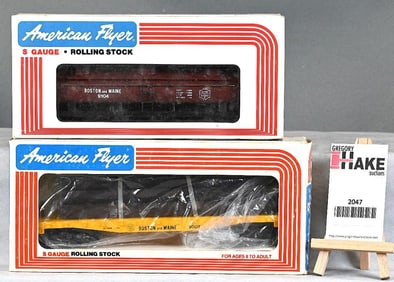 American Flyer
S GAUGE • ROLLING STOCK
BOSTON AND MAINE
American Flyer
BOSTON AND MAINE
S GAUGE ROLLING STOCK
FOR AGES 8 TO ADULT
GREGORY
HAKE
auctions
2047